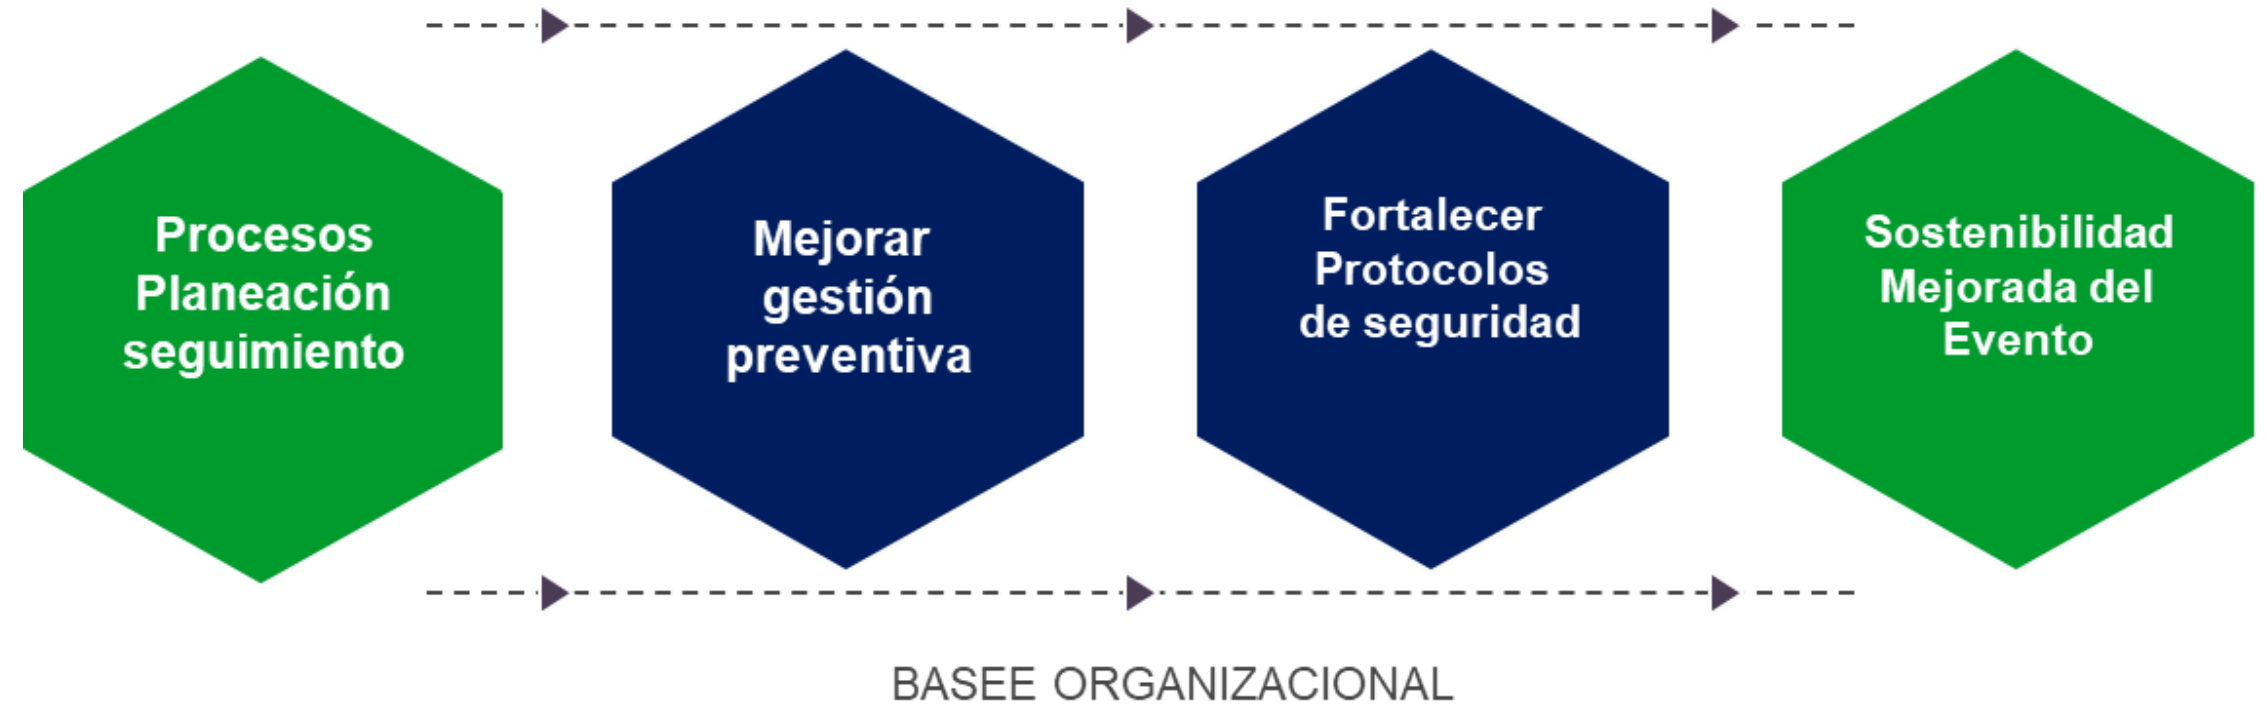 Procesos
Planeación
seguimiento
Mejorar
gestión
preventiva
Fortalecer
Protocolos
de seguridad
Sostenibilidad
Mejorada del
Evento
BASEE ORGANIZACIONAL